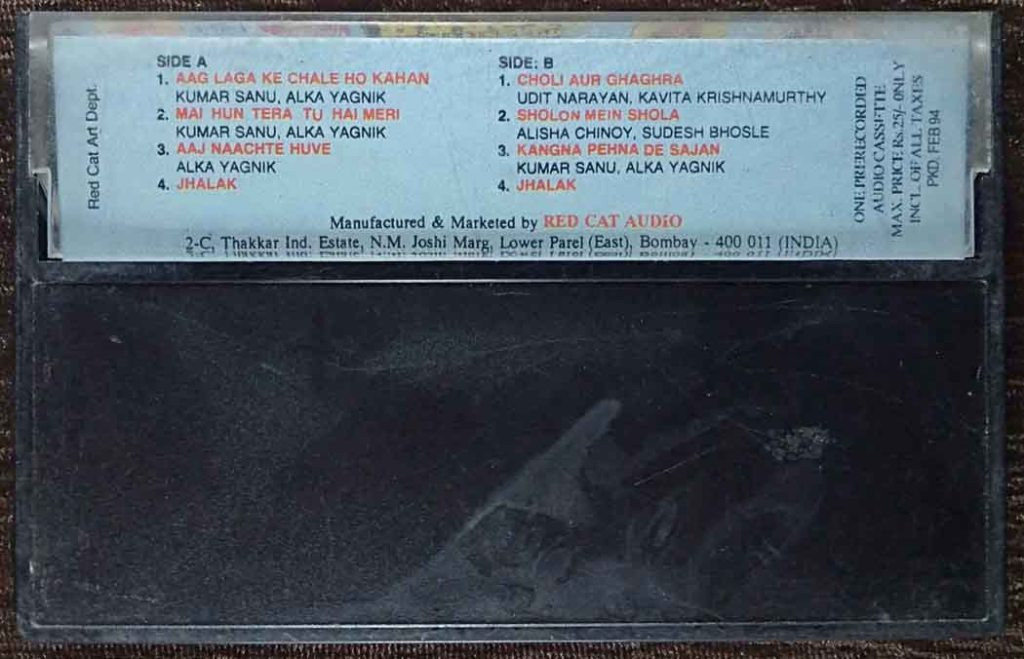 Red Cat Art Dept.
SIDE A
1. AAG LAGA KE CHALE HO KAHAN
KUMAR SANU, ALKA YAGNIK
2. MAI HUN TERA TU HAI MERI
KUMAR SANU, ALKA YAGNIK
3. AAJ NAACHTE HUVE
ALKA YAGNIK
4. JHALAK
SIDE: B
1. CHOLI AUR GHAGHRA
UDIT NARAYAN, KAVITA KRISHNAMURTHY
2. SHOLON MEIN SHOLA
ALISHA CHINOY, SUDESH BHOSLE
3. KANGNA PEHNA DE SAJAN
KUMAR SANU, ALKA YAGNIK
4. JHALAK
Manufactured & Marketed by RED CAT AUDiO
2-C, Thakkar Ind. Estate, N.M. Joshi Marg, Lower Parel (East), Bombay - 400 011 (INDIA)
ONE PRERECORDED
AUDIO CASSETTE
MAX. PRICE Rs.25/- ONLY
INCL. OF ALL TAXES
PKD. FEB 94